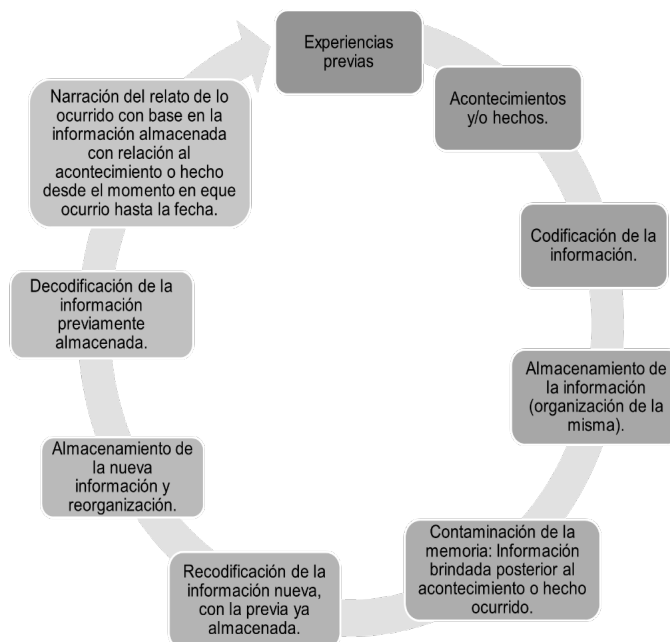 Experiencias
previas
Acontecimientos
y/o hechos.
Codificación de la
información.
Almacenamiento de
la información
(organización de la
misma).
Contaminación de la
memoria: Información
brindada posterior al
acontecimiento o hecho
ocurrido.
Recodificación de la
información nueva,
con la previa ya
almacenada.
Almacenamiento de
la nueva
información y
reorganización.
Decodificación de la
información
previamente
almacenada.
Narración del relato de lo
ocurrido con base en la
información almacenada
con relación al
acontecimiento o hecho
desde el momento en eque
ocurrio hasta la fecha.